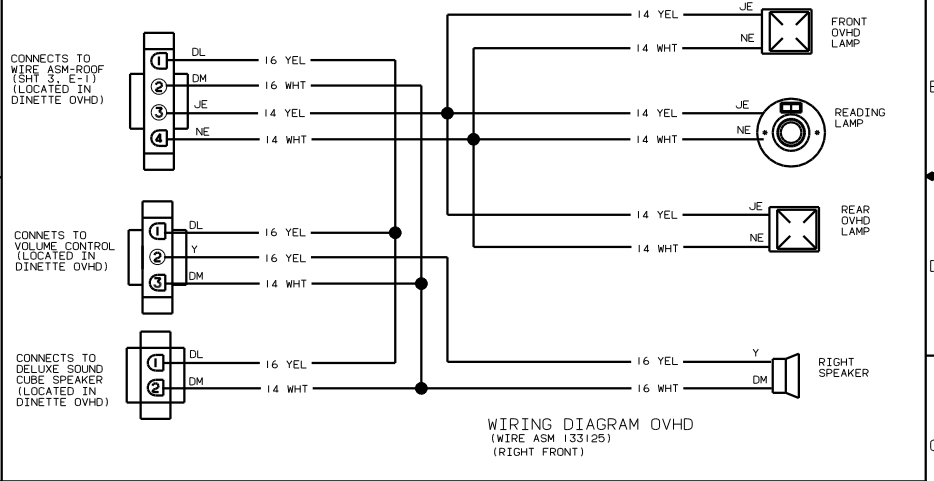 CONNECTS TO
WIRE ASM-ROOF
(SHT 3, E-1)
(LOCATED IN
DINETTE OVHD)
1 DL 16 YEL
2 DM 16 WHT
3 JE 14 YEL
4 NE 14 WHT
CONNETS TO
VOLUME CONTROL
(LOCATED IN
DINETTE OVHD)
1 DL 16 YEL
2 Y 16 YEL
3 DM 14 WHT
CONNECTS TO
DELUXE SOUND
CUBE SPEAKER
(LOCATED IN
DINETTE OVHD)
1 DL 16 YEL
2 DM 14 WHT
14 YEL JE
14 WHT NE
FRONT
OVHD
LAMP
14 YEL JE
14 WHT NE
READING
LAMP
14 YEL JE
14 WHT NE
REAR
OVHD
LAMP
16 YEL Y
16 WHT DM
RIGHT
SPEAKER
WIRING DIAGRAM OVHD
(WIRE ASM 133125)
(RIGHT FRONT)